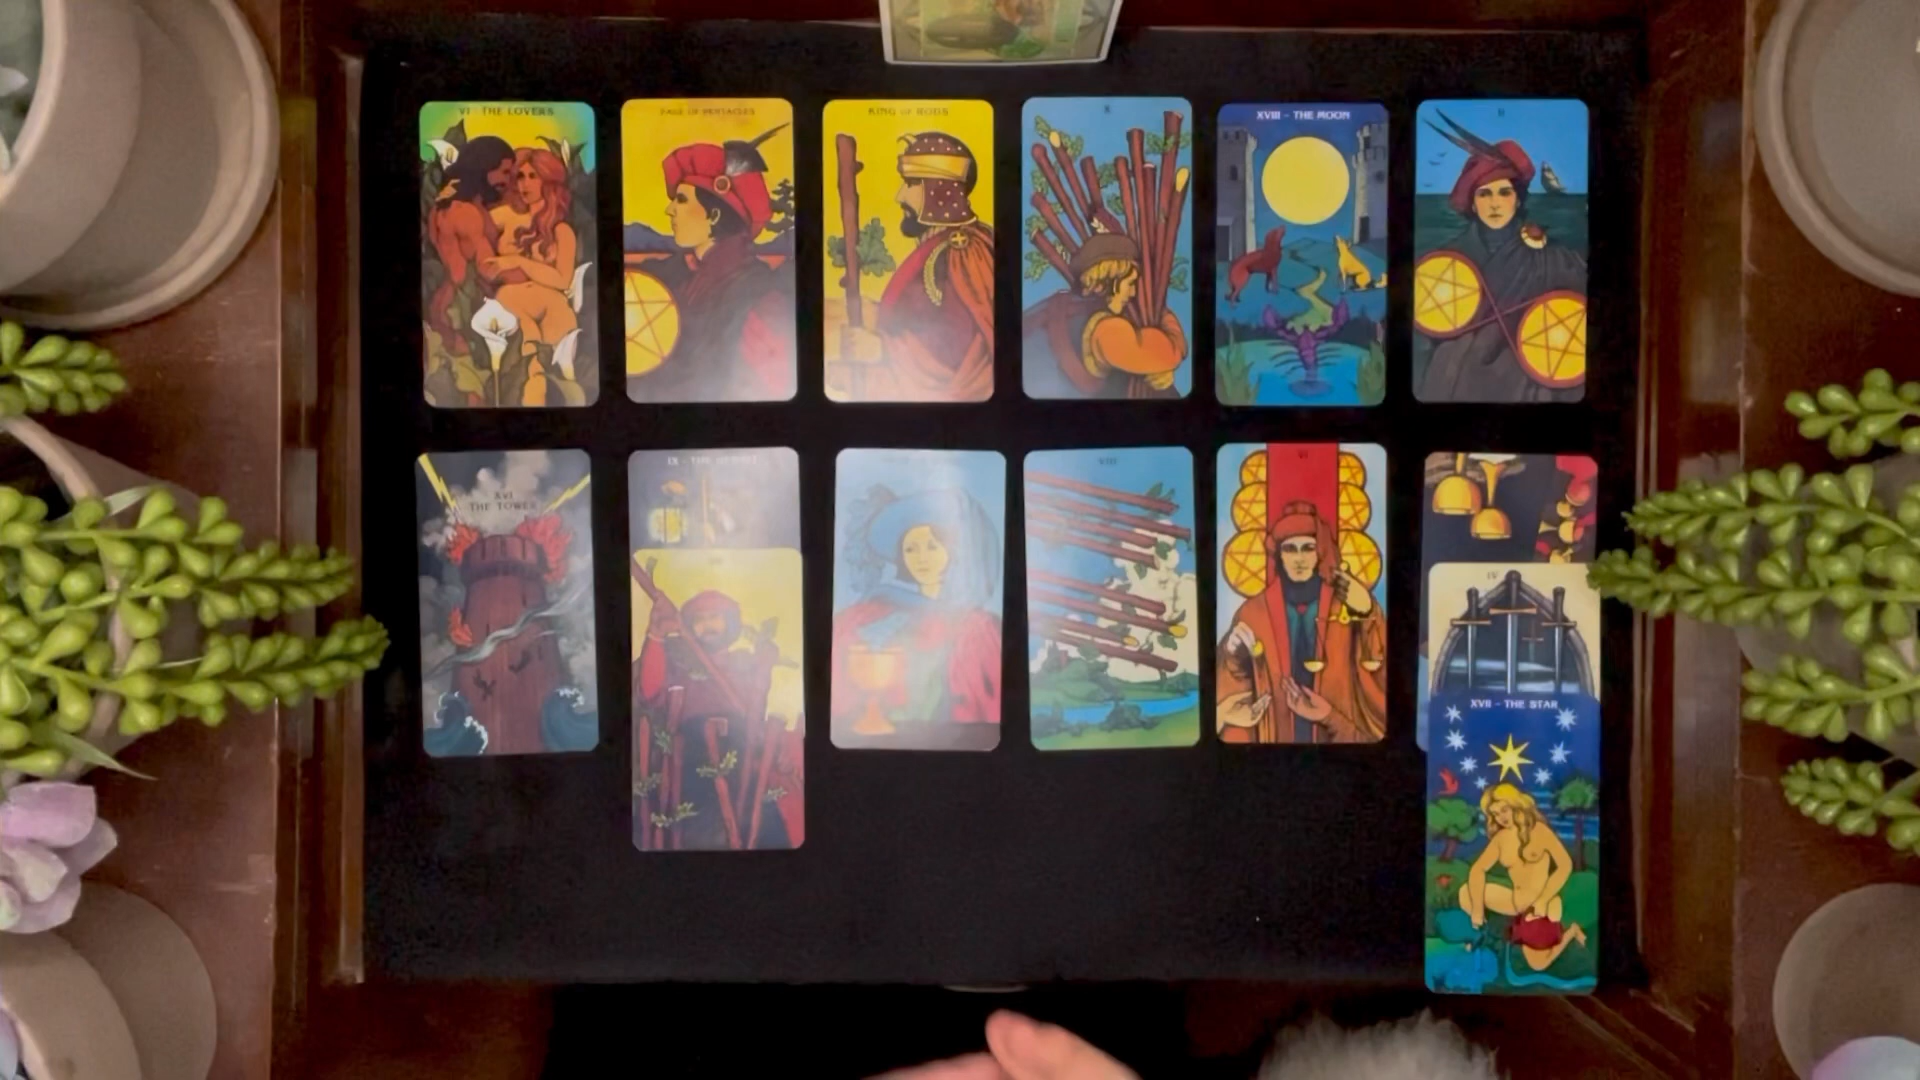 VI - THE LOVERS
PAGE OF PENTACLES
KING OF RODS
X
XVIII - THE MOON
II
XVI
THE TOWER
IX - THE HERMIT
VIII
VI
IV
XVII - THE STAR